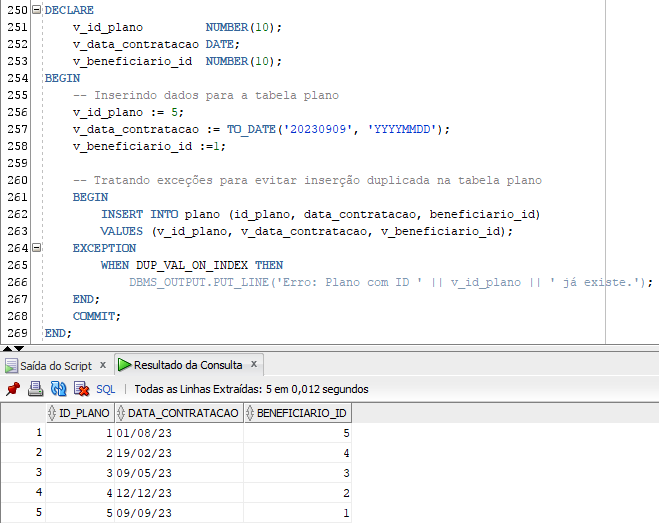 250 DECLARE
251 v_id_plano NUMBER(10);
252 v_data_contratacao DATE;
253 v_beneficiario_id NUMBER(10);
254 BEGIN
255 -- Inserindo dados para a tabela plano
256 v_id_plano := 5;
257 v_data_contratacao := TO_DATE('20230909', 'YYYYMMDD');
258 v_beneficiario_id :=1;
259
260 -- Tratando exceções para evitar inserção duplicada na tabela plano
261 BEGIN
262 INSERT INTO plano (id_plano, data_contratacao, beneficiario_id)
263 VALUES (v_id_plano, v_data_contratacao, v_beneficiario_id);
264 EXCEPTION
265 WHEN DUP_VAL_ON_INDEX THEN
266 DBMS_OUTPUT.PUT_LINE('Erro: Plano com ID ' || v_id_plano || ' já existe.');
267 END;
268 COMMIT;
269 END;
Saída do Script x Resultado da Consulta x
SQL | Todas as Linhas Extraídas: 5 em 0,012 segundos
ID_PLANO DATA_CONTRATACAO BENEFICIARIO_ID
1 1 01/08/23 5
2 2 19/02/23 4
3 3 09/05/23 3
4 4 12/12/23 2
5 5 09/09/23 1